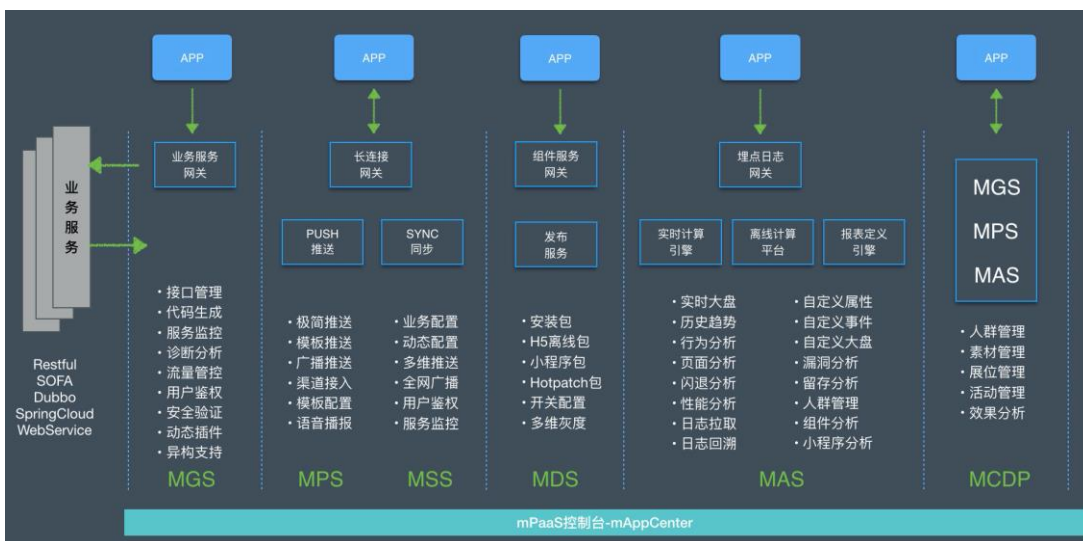 APP
APP
APP
APP
APP
业务服务
网关
长连接
网关
组件服务
网关
埋点日志
网关
业
务
服
务
PUSH
推送
SYNC
同步
发布
服务
实时计算
引擎
离线计算
平台
报表定义
引擎
MGS
MPS
MAS
Restful
SOFA
Dubbo
SpringCloud
WebService
・接口管理
・代码生成
・服务监控
・诊断分析
・流量管控
・用户鉴权
・安全验证
・动态插件
・异构支持
MGS
・极简推送
・模板推送
・广播推送
・渠道接入
・模板配置
・语音播报
MPS
・业务配置
・动态配置
・多维推送
・全网广播
・用户鉴权
・服务监控
MSS
・安装包
・H5离线包
・小程序包
・Hotpatch包
・开关配置
・多维灰度
MDS
・实时大盘
・历史趋势
・行为分析
・页面分析
・闪退分析
・性能分析
・日志拉取
・日志回溯
・自定义属性
・自定义事件
・自定义大盘
・漏洞分析
・留存分析
・人群管理
・组件分析
・小程序分析
MAS
・人群管理
・素材管理
・展位管理
・活动管理
・效果分析
MCDP
mPaaS控制台-mAppCenter